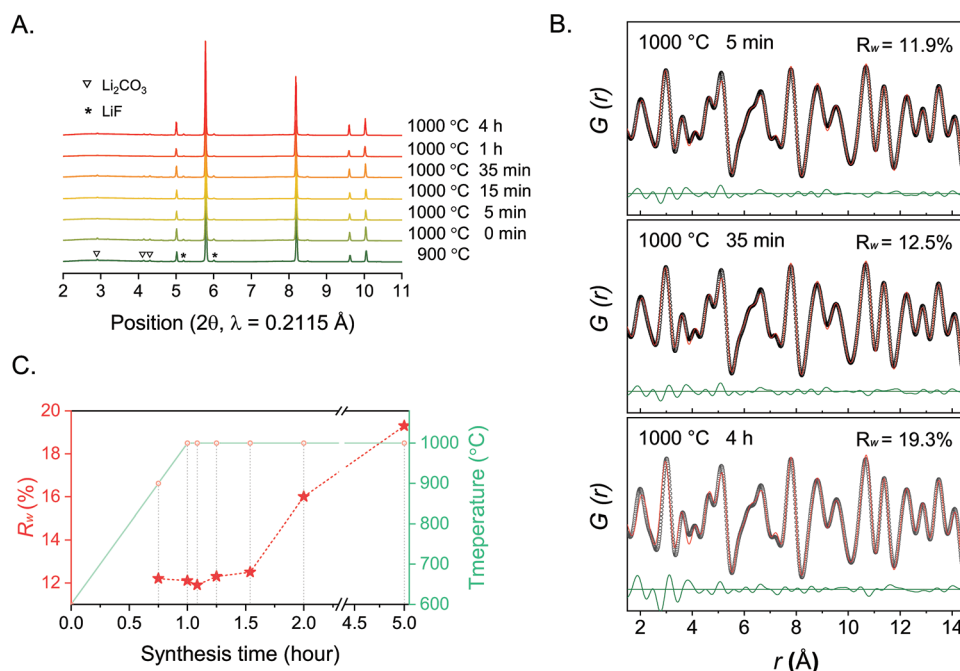 A.
▽ Li₂CO₃
* LiF
1000 °C 4 h
1000 °C 1 h
1000 °C 35 min
1000 °C 15 min
1000 °C 5 min
1000 °C 0 min
900 °C
2 3 4 5 6 7 8 9 10 11
Position (2θ, λ = 0.2115 Å)
B.
1000 °C 5 min
R𝑤 = 11.9%
G (r)
1000 °C 35 min
R𝑤 = 12.5%
G (r)
1000 °C 4 h
R𝑤 = 19.3%
G (r)
2 4 6 8 10 12 14
r (Å)
C.
20
18
16
14
12
R𝑤 (%)
1000
900
800
700
600
Tmeperature (°C)
0.0 0.5 1.0 1.5 2.0 4.5 5.0
Synthesis time (hour)